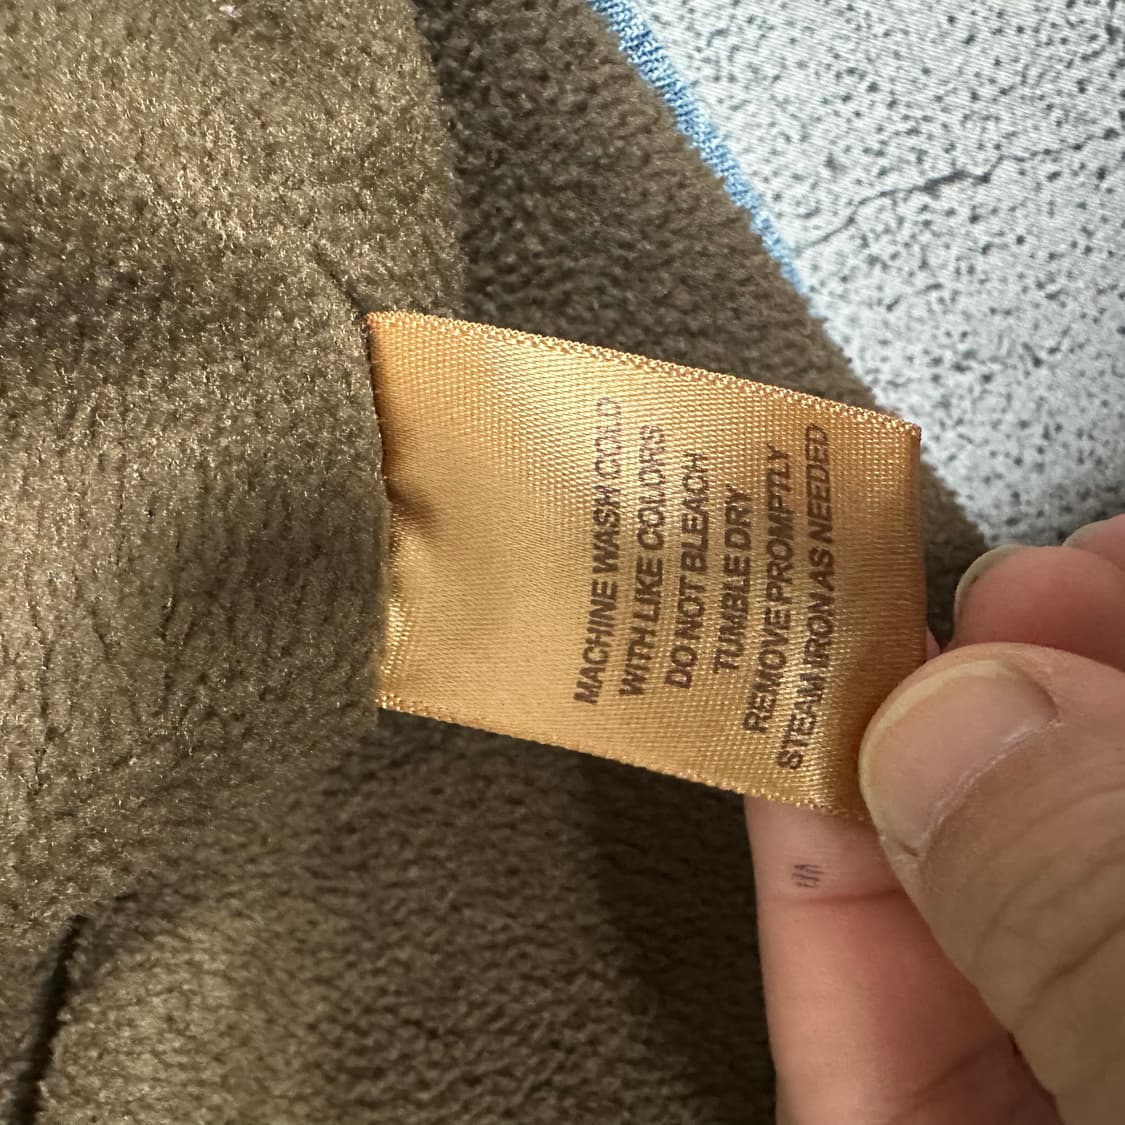 MACHINE WASH COLD
WITH LIKE COLORS
DO NOT BLEACH
TUMBLE DRY
REMOVE PROMPTLY
STEAM IRON AS NEEDED